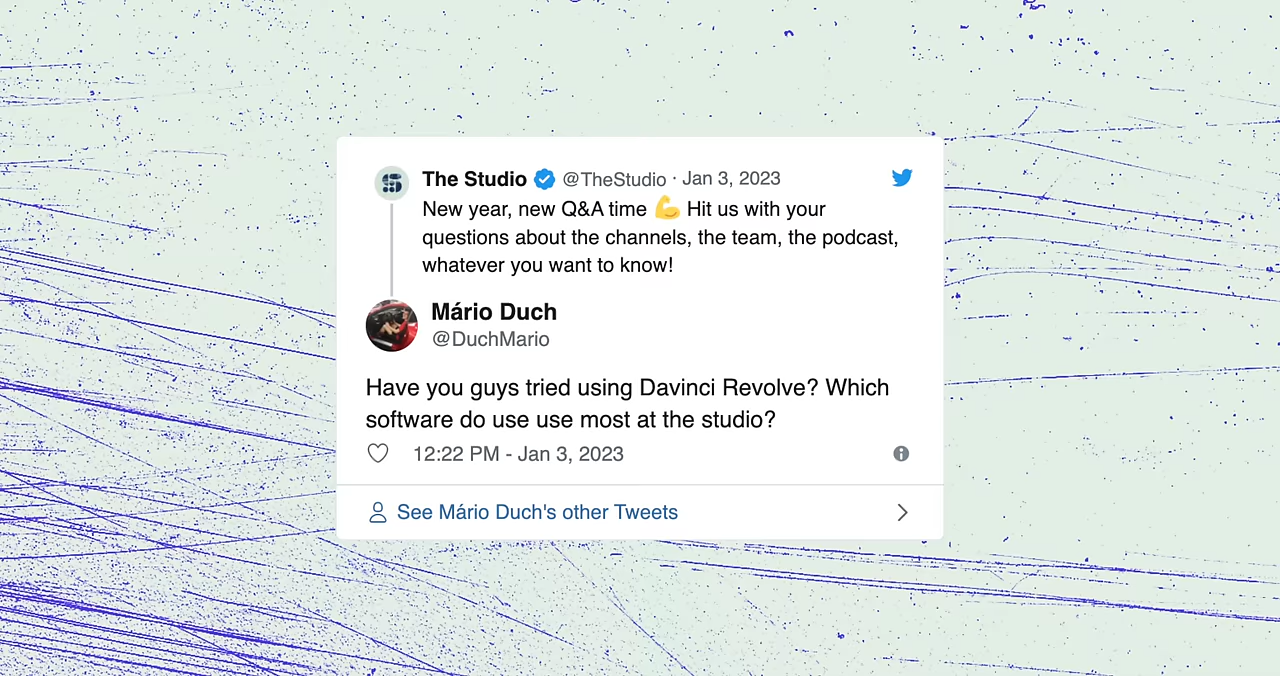 The Studio @TheStudio · Jan 3, 2023
New year, new Q&A time 💪 Hit us with your
questions about the channels, the team, the podcast,
whatever you want to know!
Mário Duch
@DuchMario
Have you guys tried using Davinci Revolve? Which
software do use use most at the studio?
12:22 PM - Jan 3, 2023
See Mário Duch's other Tweets